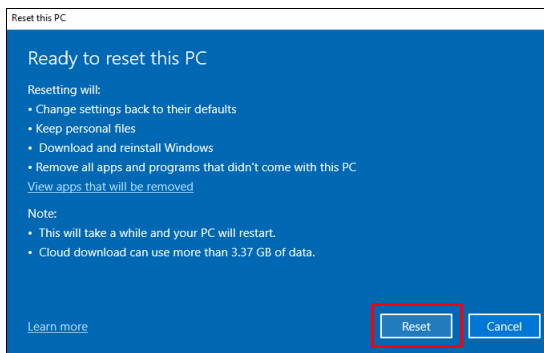 Reset this PC
Ready to reset this PC
Resetting will:
• Change settings back to their defaults
• Keep personal files
• Download and reinstall Windows
• Remove all apps and programs that didn't come with this PC
View apps that will be removed
Note:
• This will take a while and your PC will restart.
• Cloud download can use more than 3.37 GB of data.
Learn more
Reset
Cancel